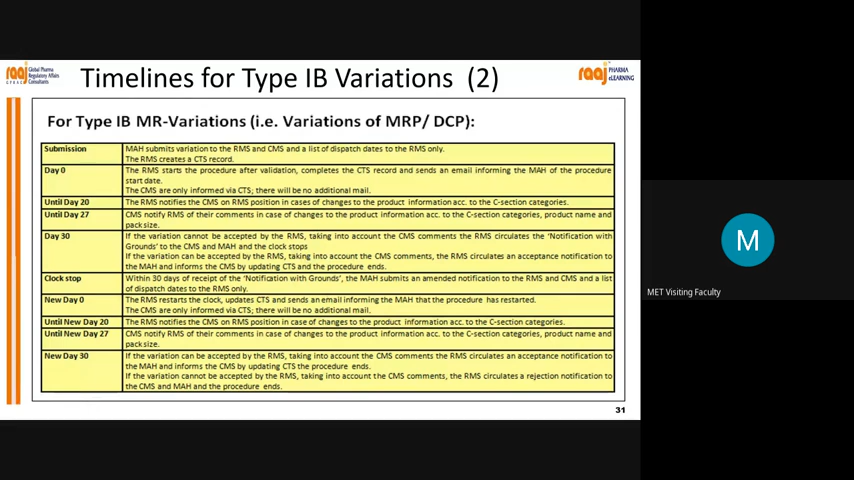 raaj Global Pharma
Regulatory Affairs
Consultants
Timelines for Type IB Variations (2)
raaj PHARMA
eLEARNING
For Type IB MR-Variations (i.e. Variations of MRP/ DCP):
Submission MAH submits variation to the RMS and CMS and a list of dispatch dates to the RMS only.
The RMS creates a CTS record.
Day 0 The RMS starts the procedure after validation, completes the CTS record and sends an email informing the MAH of the procedure
start date.
The CMS are only informed via CTS; there will be no additional mail.
Until Day 20 The RMS notifies the CMS on RMS position in cases of changes to the product information acc. to the C-section categories.
Until Day 27 CMS notify RMS of their comments in case of changes to the product information acc. to the C-section categories, product name and
pack size.
Day 30 If the variation cannot be accepted by the RMS, taking into account the CMS comments the RMS circulates the 'Notification with
Grounds' to the CMS and MAH and the clock stops
If the variation can be accepted by the RMS, taking into account the CMS comments, the RMS circulates an acceptance notification to
the MAH and informs the CMS by updating CTS and the procedure ends.
Clock stop Within 30 days of receipt of the 'Notification with Grounds', the MAH submits an amended notification to the RMS and CMS and a list
of dispatch dates to the RMS only.
New Day 0 The RMS restarts the clock, updates CTS and sends an email informing the MAH that the procedure has restarted.
The CMS are only informed via CTS; there will be no additional mail.
Until New Day 20 The RMS notifies the CMS on RMS position in case of changes to the product information acc. to the C-section categories.
Until New Day 27 CMS notify RMS of their comments in case of changes to the product information acc. to the C-section categories, product name and
pack size.
New Day 30 If the variation can be accepted by the RMS, taking into account the CMS comments the RMS circulates an acceptance notification to
the MAH and informs the CMS by updating CTS the procedure ends.
If the variation cannot be accepted by the RMS, taking into account the CMS comments, the RMS circulates a rejection notification to
the CMS and MAH and the procedure ends.
31
M
MET Visiting Faculty